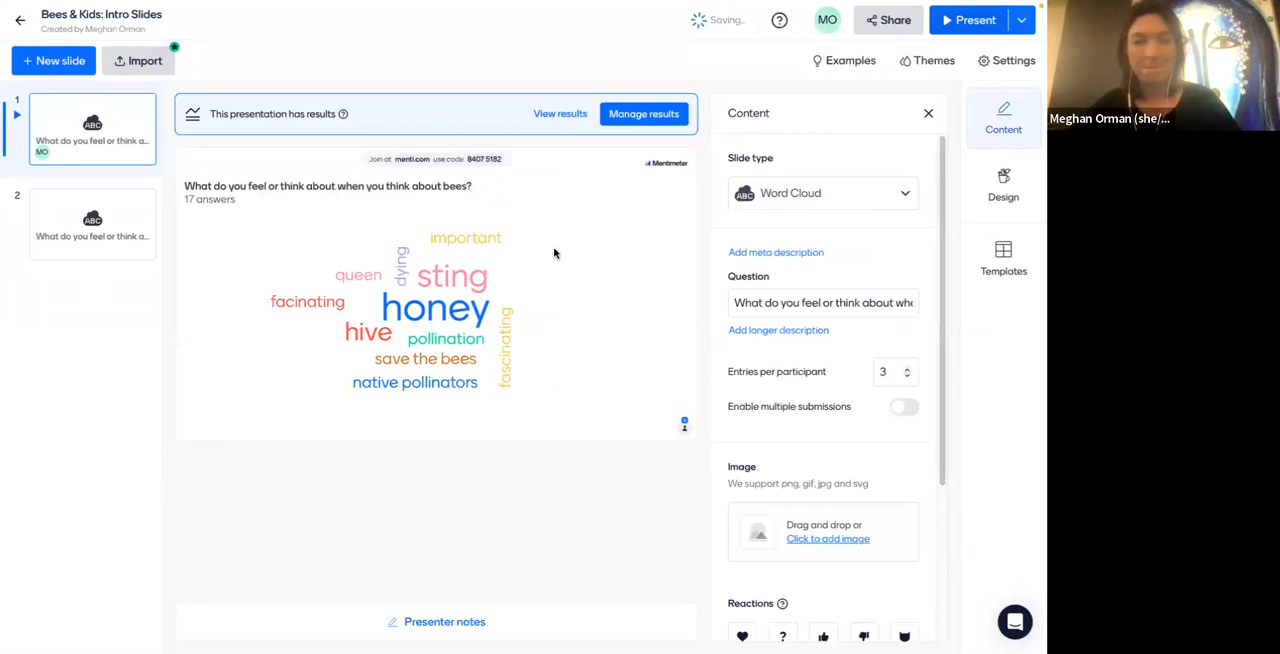 Bees & Kids: Intro Slides
Created by Meghan Orman
Saving...
MO
Share
Present
+ New slide
Import
Examples
Themes
Settings
1
ABC
What do you feel or think a...
MO
2
ABC
What do you feel or think a...
This presentation has results
View results
Manage results
Join at menti.com use code 8407 5182
Mentimeter
What do you feel or think about when you think about bees?
17 answers
important
dying
queen
sting
facinating
honey
hive
pollination
fascinating
save the bees
native pollinators
Presenter notes
Content
Slide type
ABC Word Cloud
Add meta description
Question
What do you feel or think about whe
Add longer description
Entries per participant
3
Enable multiple submissions
Image
We support png, gif, jpg and svg
Drag and drop or
Click to add image
Reactions
Content
Design
Templates
Meghan Orman (she/...